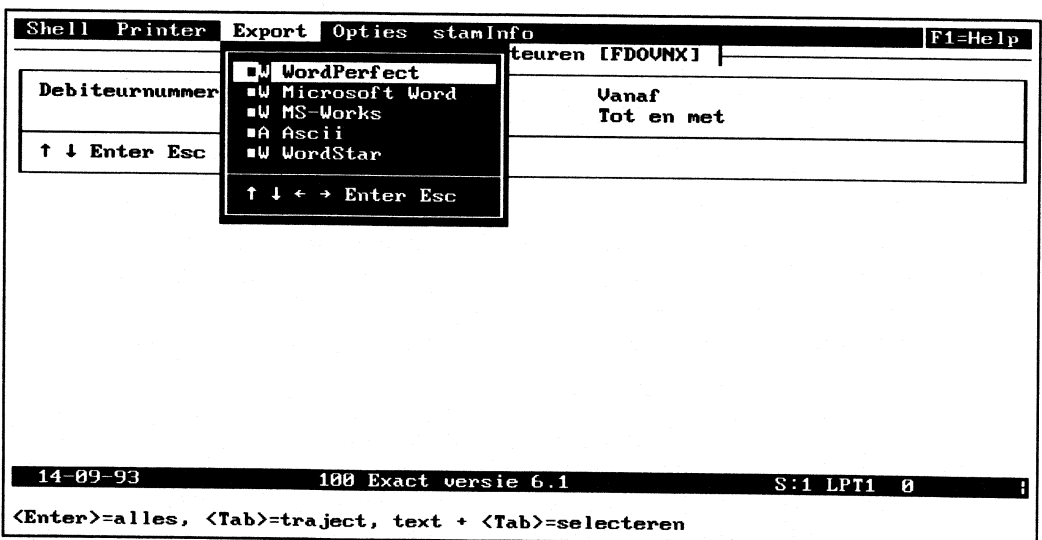 Shell Printer Export Opties stamInfo F1=Help
teuren [FDOVNX]
■W WordPerfect
Debiteurnummer ■W Microsoft Word Vanaf
■W MS-Works Tot en met
■A Ascii
↑ ↓ Enter Esc ■W WordStar
↑ ↓ ← → Enter Esc
14-09-93 100 Exact versie 6.1 S:1 LPT1 0
<Enter>=alles, <Tab>=traject, text + <Tab>=selecteren